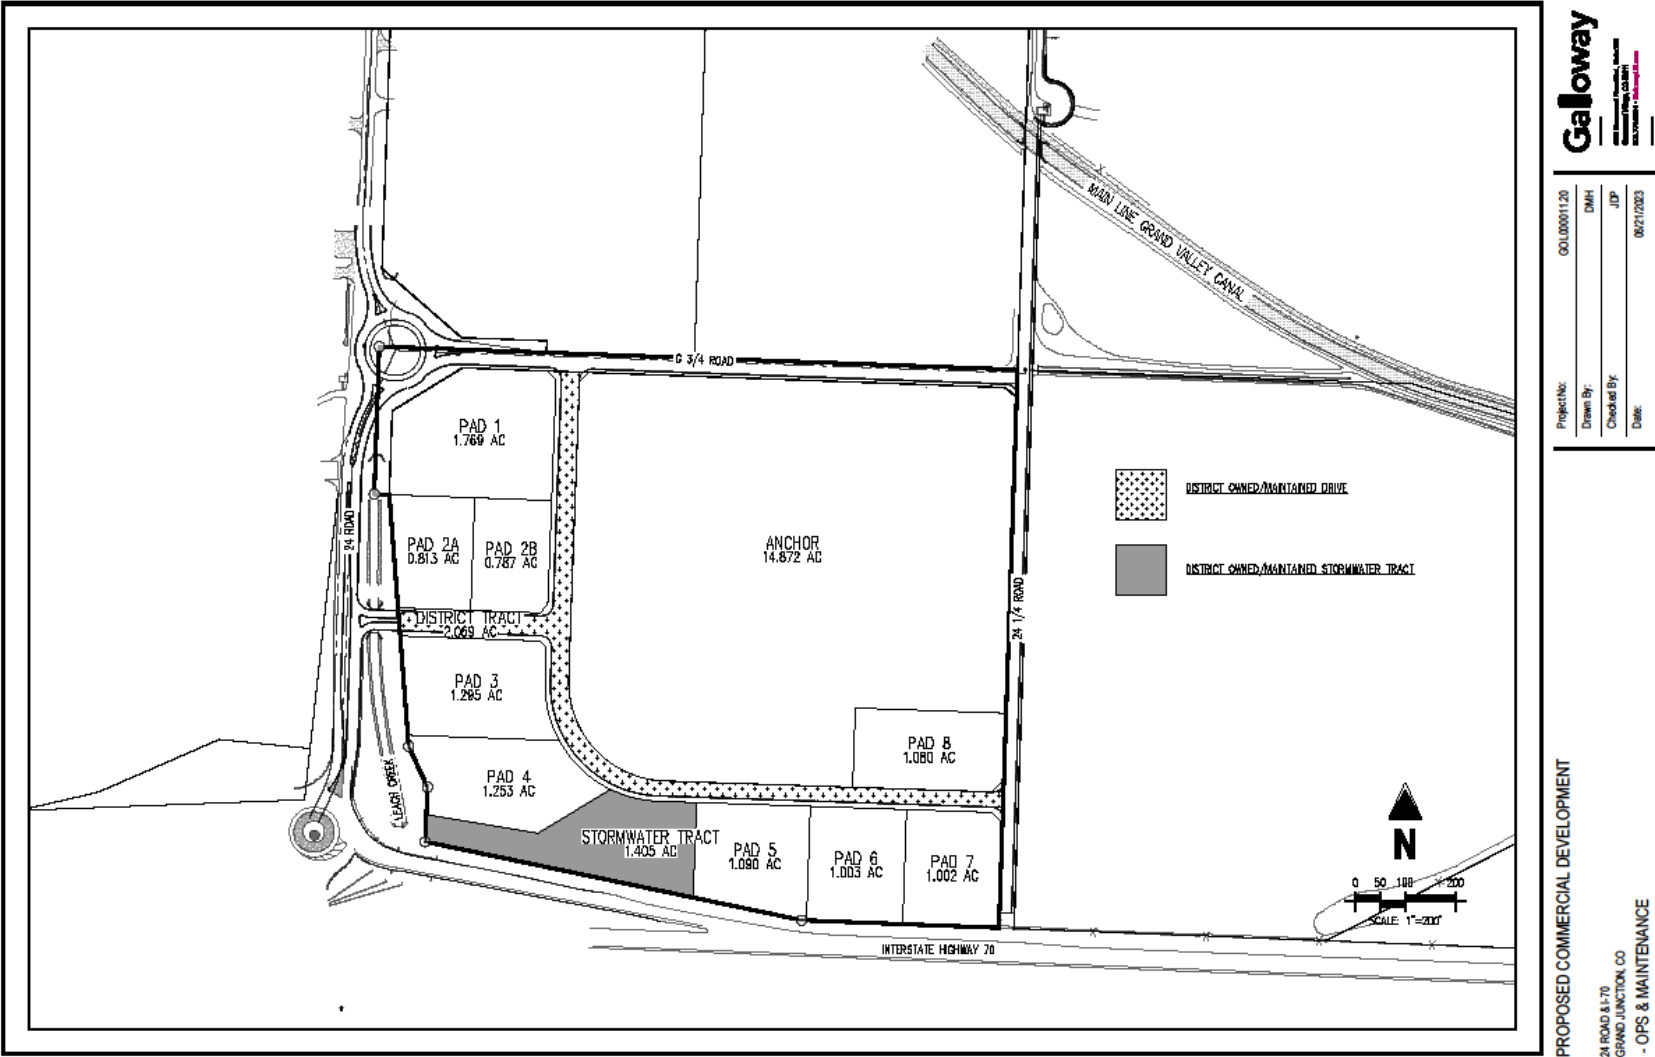 G 3/4 ROAD
MAIN LINE GRAND VALLEY CANAL
PAD 1
1.769 AC
24 ROAD
PAD 2A
0.813 AC
PAD 2B
0.787 AC
ANCHOR
14.872 AC
DISTRICT TRACT
2.069 AC
24 1/4 ROAD
PAD 3
1.295 AC
PAD 4
1.253 AC
LEACH CREEK
PAD 8
1.080 AC
STORMWATER TRACT
1.405 AC
PAD 5
1.090 AC
PAD 6
1.003 AC
PAD 7
1.002 AC
INTERSTATE HIGHWAY 70
DISTRICT OWNED/MAINTAINED DRIVE
DISTRICT OWNED/MAINTAINED STORMWATER TRACT
N
0 50 100 200
SCALE: 1"=200'
Galloway
Project No: GOL00001120
Drawn By: DMH
Checked By: JDP
Date: 
PROPOSED COMMERCIAL DEVELOPMENT
24 ROAD & I-70
GRAND JUNCTION, CO
- OPS & MAINTENANCE